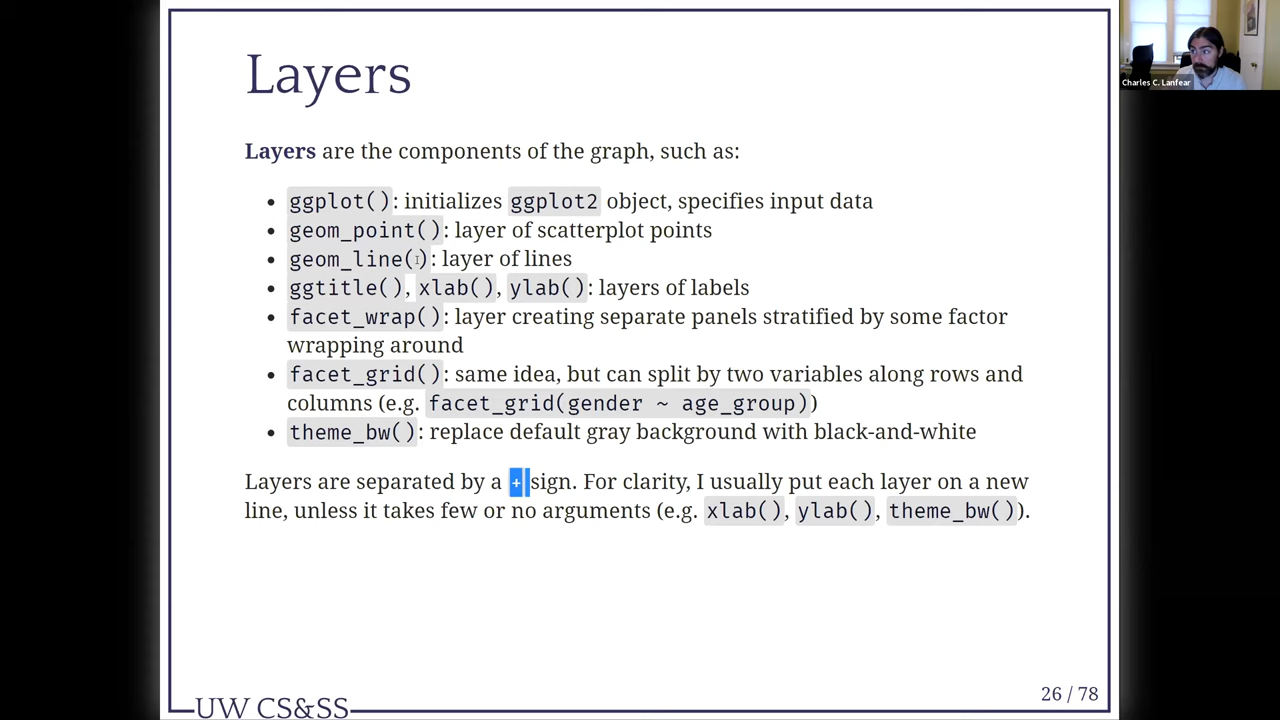 Layers
Charles C. Lanfear
Layers are the components of the graph, such as:
• ggplot(): initializes ggplot2 object, specifies input data
• geom_point(): layer of scatterplot points
• geom_line(): layer of lines
• ggtitle(), xlab(), ylab(): layers of labels
• facet_wrap(): layer creating separate panels stratified by some factor
wrapping around
• facet_grid(): same idea, but can split by two variables along rows and
columns (e.g. facet_grid(gender ~ age_group))
• theme_bw(): replace default gray background with black-and-white
Layers are separated by a + sign. For clarity, I usually put each layer on a new
line, unless it takes few or no arguments (e.g. xlab(), ylab(), theme_bw()).
26 / 78
UW CS&SS